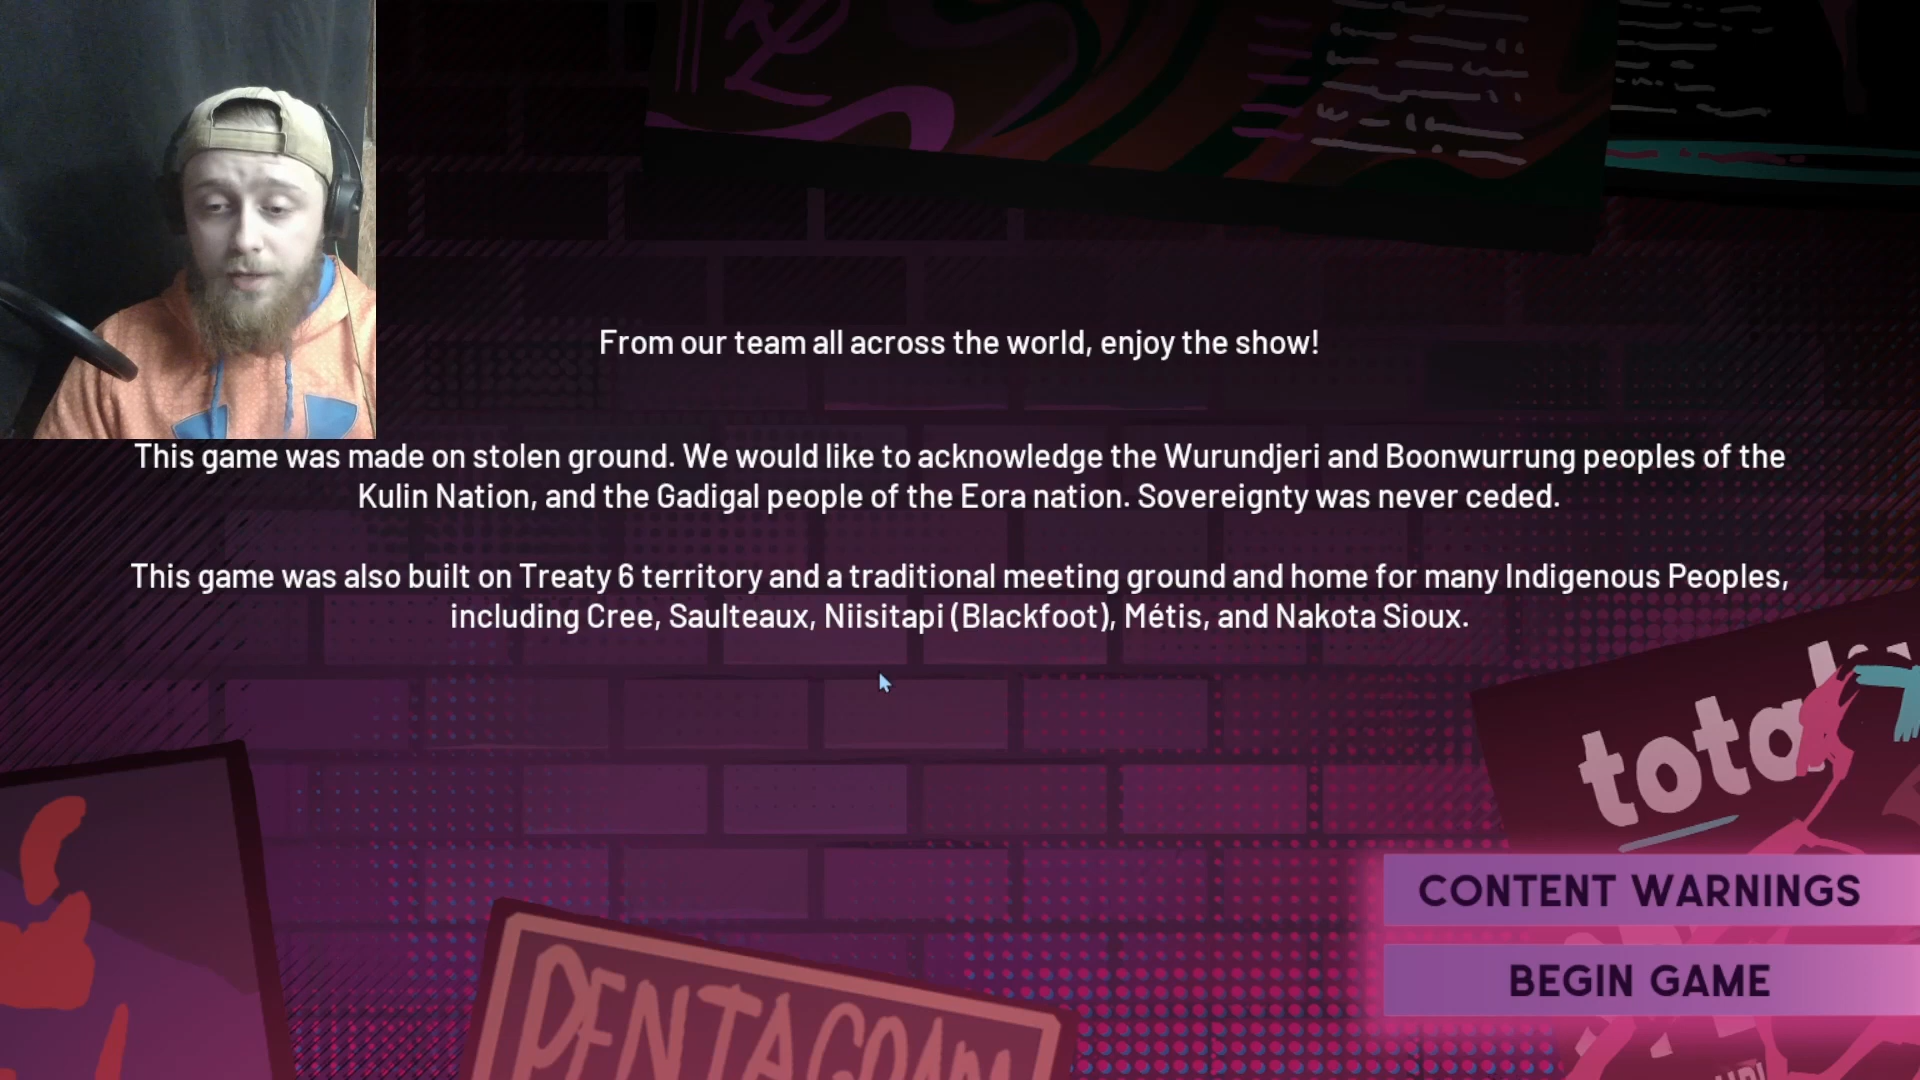 From our team all across the world, enjoy the show!
This game was made on stolen ground. We would like to acknowledge the Wurundjeri and Boonwurrung peoples of the
Kulin Nation, and the Gadigal people of the Eora nation. Sovereignty was never ceded.
This game was also built on Treaty 6 territory and a traditional meeting ground and home for many Indigenous Peoples,
including Cree, Saulteaux, Niisitapi (Blackfoot), Métis, and Nakota Sioux.
CONTENT WARNINGS
BEGIN GAME
PENTAGRAM